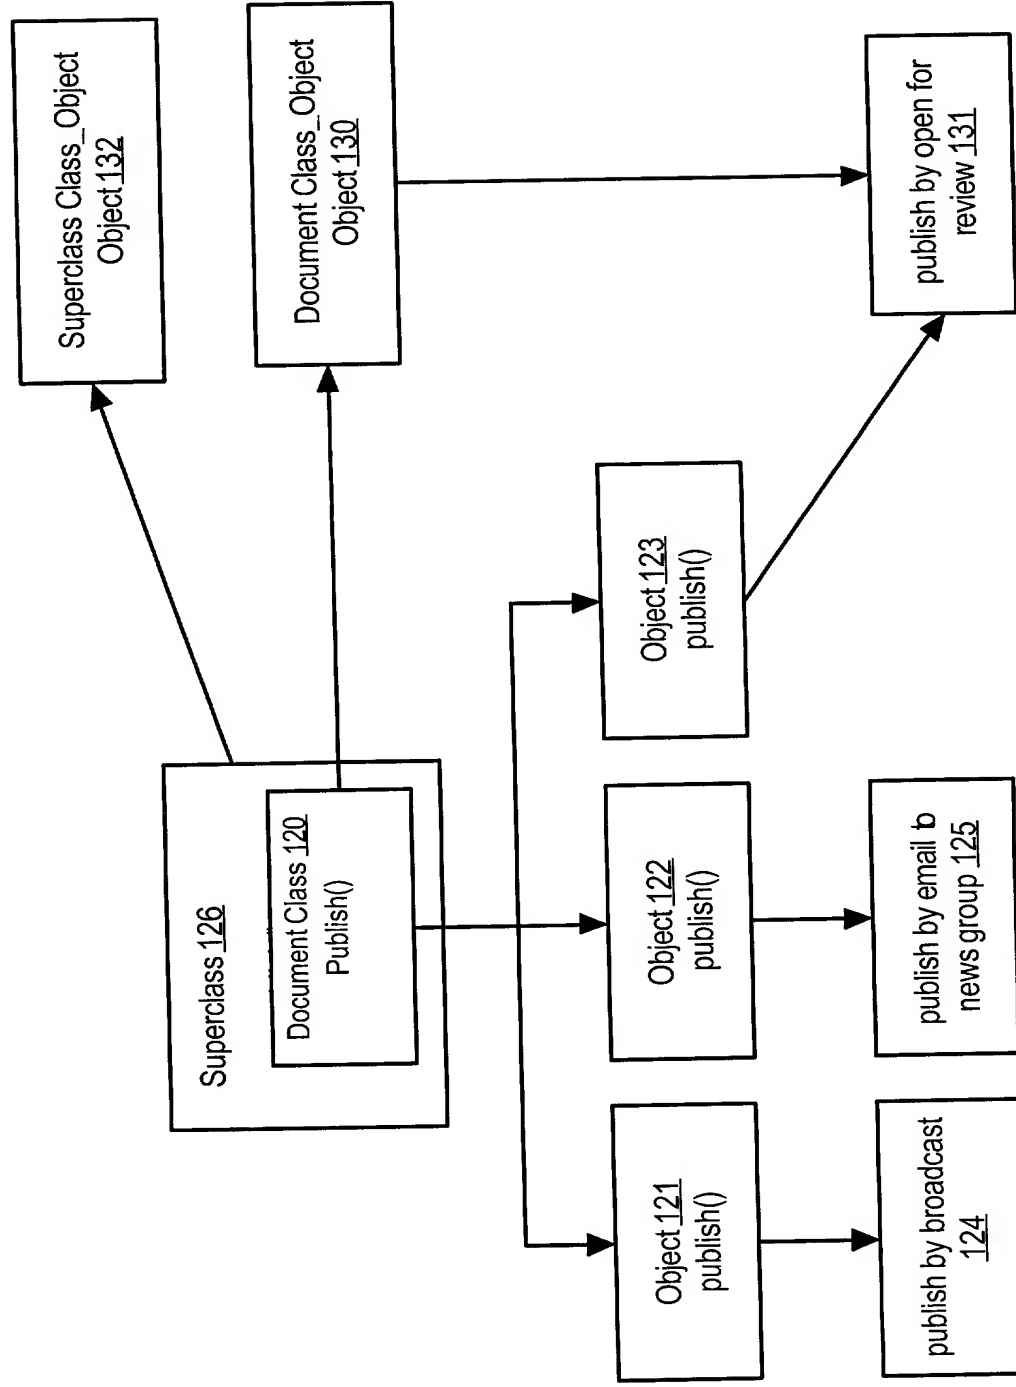 Superclass 126
Document Class 120
Publish()
Superclass Class_Object
Object 132
Document Class_Object
Object 130
Object 121
publish()
Object 122
publish()
Object 123
publish()
publish by broadcast
124
publish by email to
news group 125
publish by open for
review 131